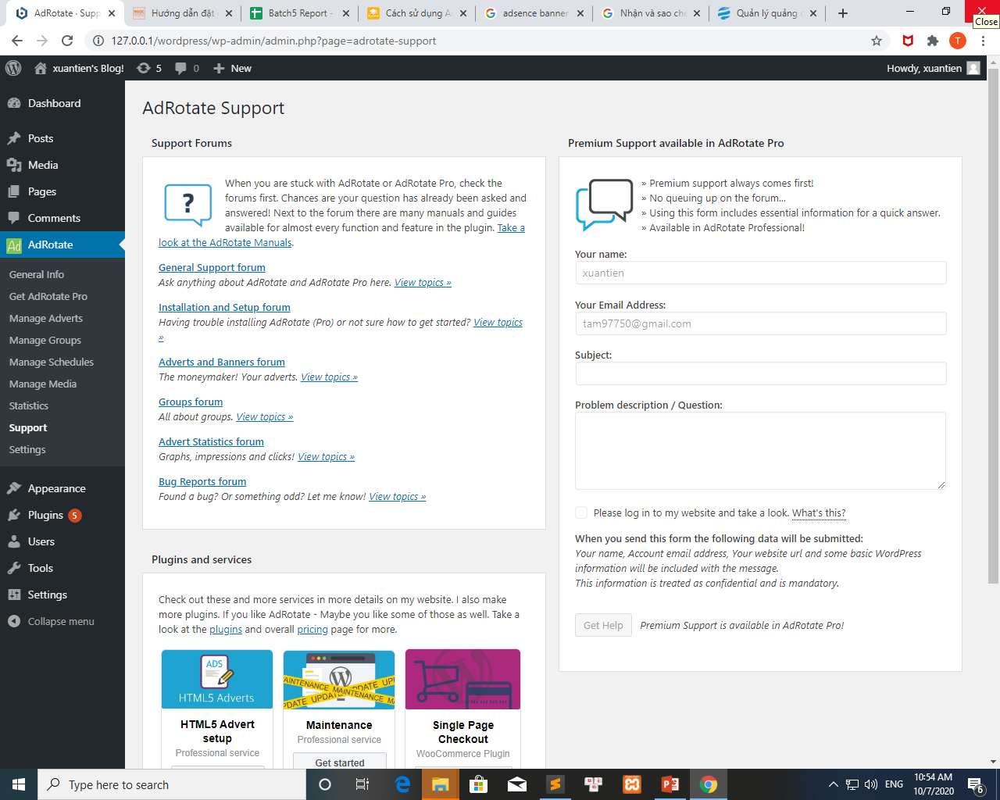 AdRotate - Supp
Hướng dẫn đặt
Batch5 Report -
Cách sử dụng A
adsence banner
Nhận và sao ch
Quản lý quảng c
Close
127.0.0.1/wordpress/wp-admin/admin.php?page=adrotate-support
T
xuantien's Blog!
5
0
New
Howdy, xuantien
Dashboard
Posts
Media
Pages
Comments
AdRotate
General Info
Get AdRotate Pro
Manage Adverts
Manage Groups
Manage Schedules
Manage Media
Statistics
Support
Settings
Appearance
Plugins 5
Users
Tools
Settings
Collapse menu
AdRotate Support
Support Forums
When you are stuck with AdRotate or AdRotate Pro, check the
forums first. Chances are your question has already been asked and
answered! Next to the forum there are many manuals and guides
available for almost every function and feature in the plugin. Take a
look at the AdRotate Manuals.
General Support forum
Ask anything about AdRotate and AdRotate Pro here. View topics »
Installation and Setup forum
Having trouble installing AdRotate (Pro) or not sure how to get started? View topics
»
Adverts and Banners forum
The moneymaker! Your adverts. View topics »
Groups forum
All about groups. View topics »
Advert Statistics forum
Graphs, impressions and clicks! View topics »
Bug Reports forum
Found a bug? Or something odd? Let me know! View topics »
Plugins and services
Check out these and more services in more details on my website. I also make
more plugins. If you like AdRotate - Maybe you like some of those as well. Take a
look at the plugins and overall pricing page for more.
ADS
HTML5 Adverts
HTML5 Advert
setup
Professional service
MAINTENANCE
UPDATE
Maintenance
Professional service
Get started
Single Page
Checkout
WooCommerce Plugin
Premium Support available in AdRotate Pro
» Premium support always comes first!
» No queuing up on the forum...
» Using this form includes essential information for a quick answer.
» Available in AdRotate Professional!
Your name:
xuantien
Your Email Address:
tam97750@gmail.com
Subject:
Problem description / Question:
Please log in to my website and take a look. What's this?
When you send this form the following data will be submitted:
Your name, Account email address, Your website url and some basic WordPress
information will be included with the message.
This information is treated as confidential and is mandatory.
Get Help
Premium Support is available in AdRotate Pro!
Type here to search
ENG
10:54 AM
10/7/2020
6